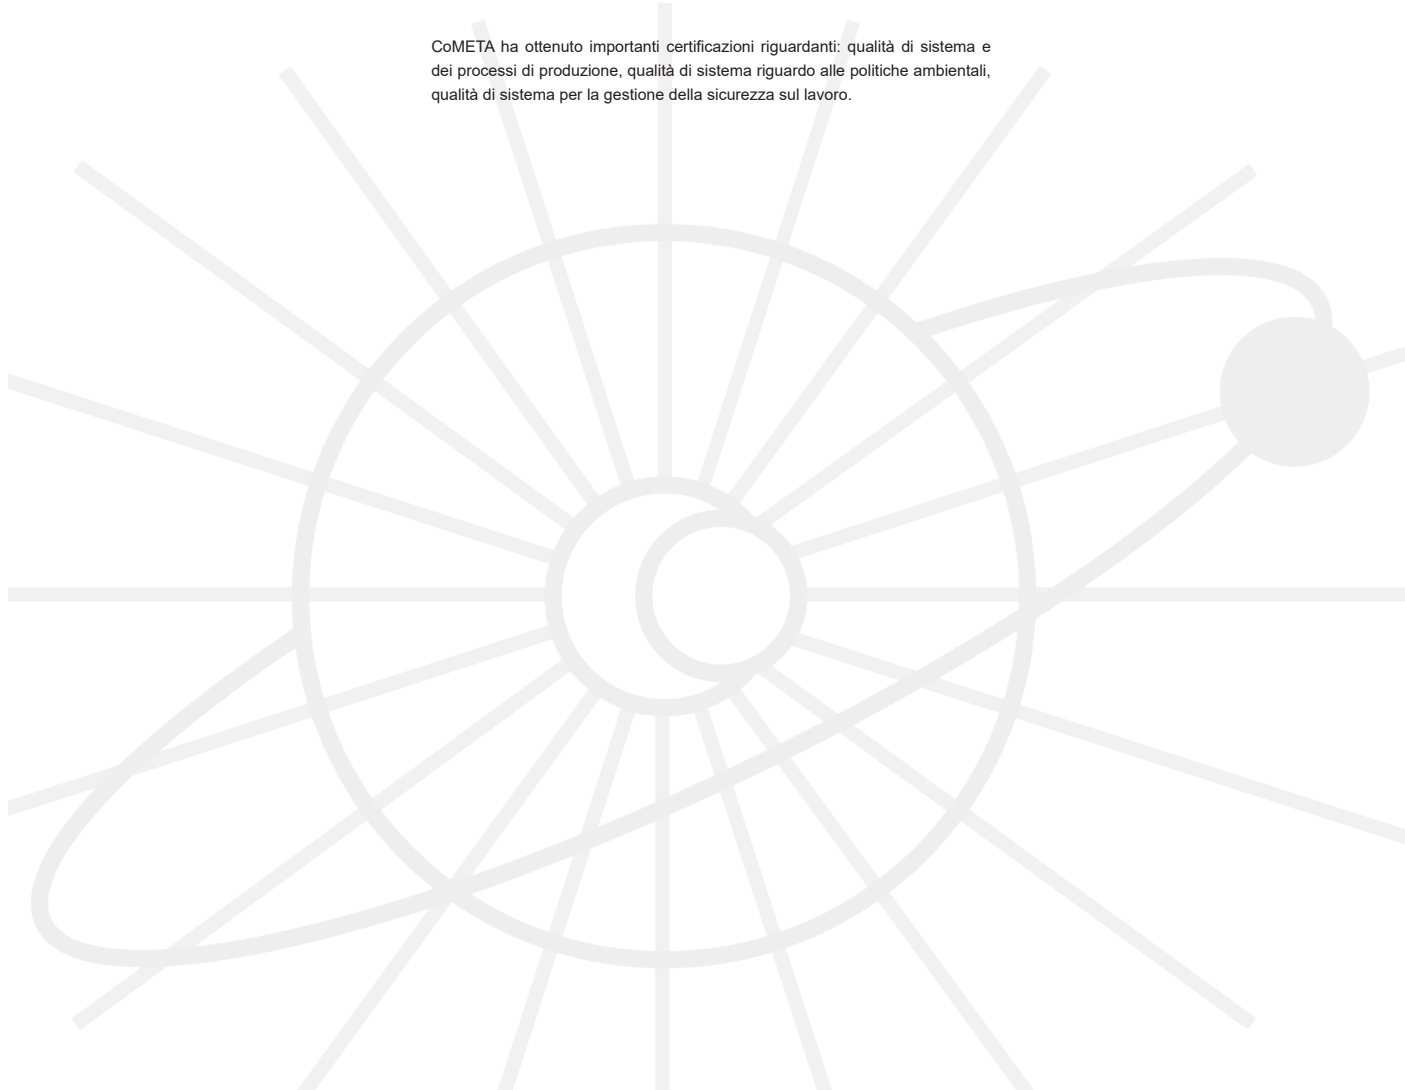 CoMETA ha ottenuto importanti certificazioni riguardanti: qualità di sistema e
dei processi di produzione, qualità di sistema riguardo alle politiche ambientali,
qualità di sistema per la gestione della sicurezza sul lavoro.